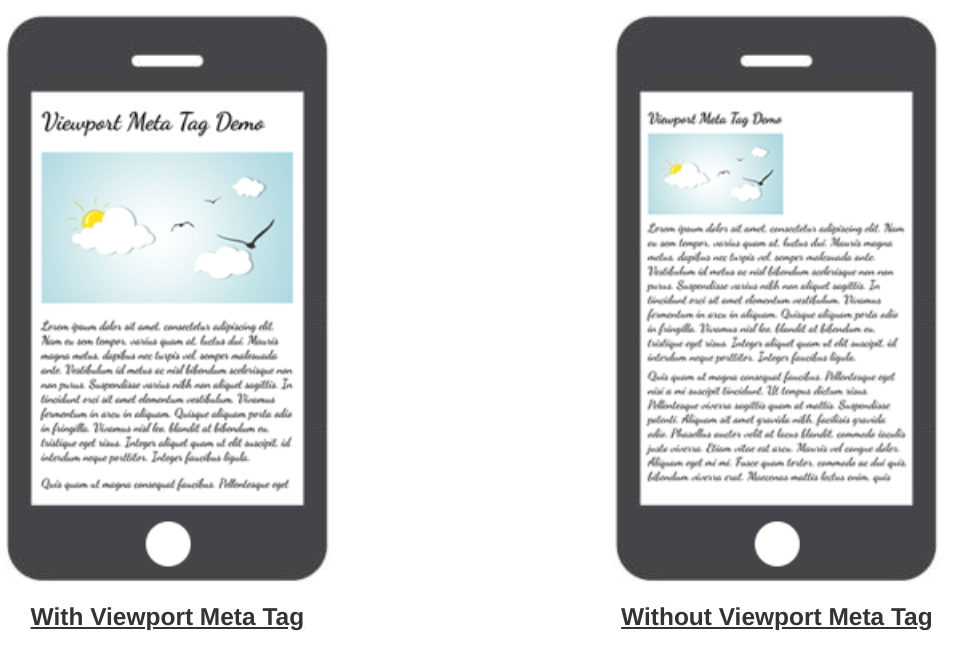 Viewport Meta Tag Demo
Lorem ipsum dolor sit amet, consectetur adipiscing elit.
Nam eu sem tempor, varius quam at, luctus dui. Mauris
magna metus, dapibus nec turpis vel, semper malesuada
ante. Vestibulum id metus ac nisl bibendum scelerisque non
non purus. Suspendisse varius nibh non aliquet sagittis. In
tincidunt orci sit amet elementum vestibulum. Vivamus
fermentum in arcu in aliquam. Quisque aliquam porta odio
in fringilla. Vivamus nisl leo, blandit at bibendum eu,
tristique eget risus. Integer aliquet quam ut elit suscipit, id
interdum neque porttitor. Integer faucibus ligula.
Quis quam ut magna consequat faucibus. Pellentesque eget
With Viewport Meta Tag
Viewport Meta Tag Demo
Lorem ipsum dolor sit amet, consectetur adipiscing elit. Nam
eu sem tempor, varius quam at, luctus dui. Mauris magna
metus, dapibus nec turpis vel, semper malesuada ante.
Vestibulum id metus ac nisl bibendum scelerisque non non
purus. Suspendisse varius nibh non aliquet sagittis. In
tincidunt orci sit amet elementum vestibulum. Vivamus
fermentum in arcu in aliquam. Quisque aliquam porta odio
in fringilla. Vivamus nisl leo, blandit at bibendum eu,
tristique eget risus. Integer aliquet quam ut elit suscipit, id
interdum neque porttitor. Integer faucibus ligula.
Quis quam ut magna consequat faucibus. Pellentesque eget
nisi a mi suscipit tincidunt. Ut tempus dictum risus.
Pellentesque viverra sagittis quam at mattis. Suspendisse
potenti. Aliquam sit amet gravida nibh, facilisis gravida
odio. Phasellus auctor velit at lacus blandit, commodo iaculis
justo viverra. Etiam vitae est arcu. Mauris vel congue dolor.
Aliquam eget mi mi. Fusce quam tortor, commodo ac dui quis,
bibendum viverra erat. Maecenas mattis lectus enim, quis
Without Viewport Meta Tag